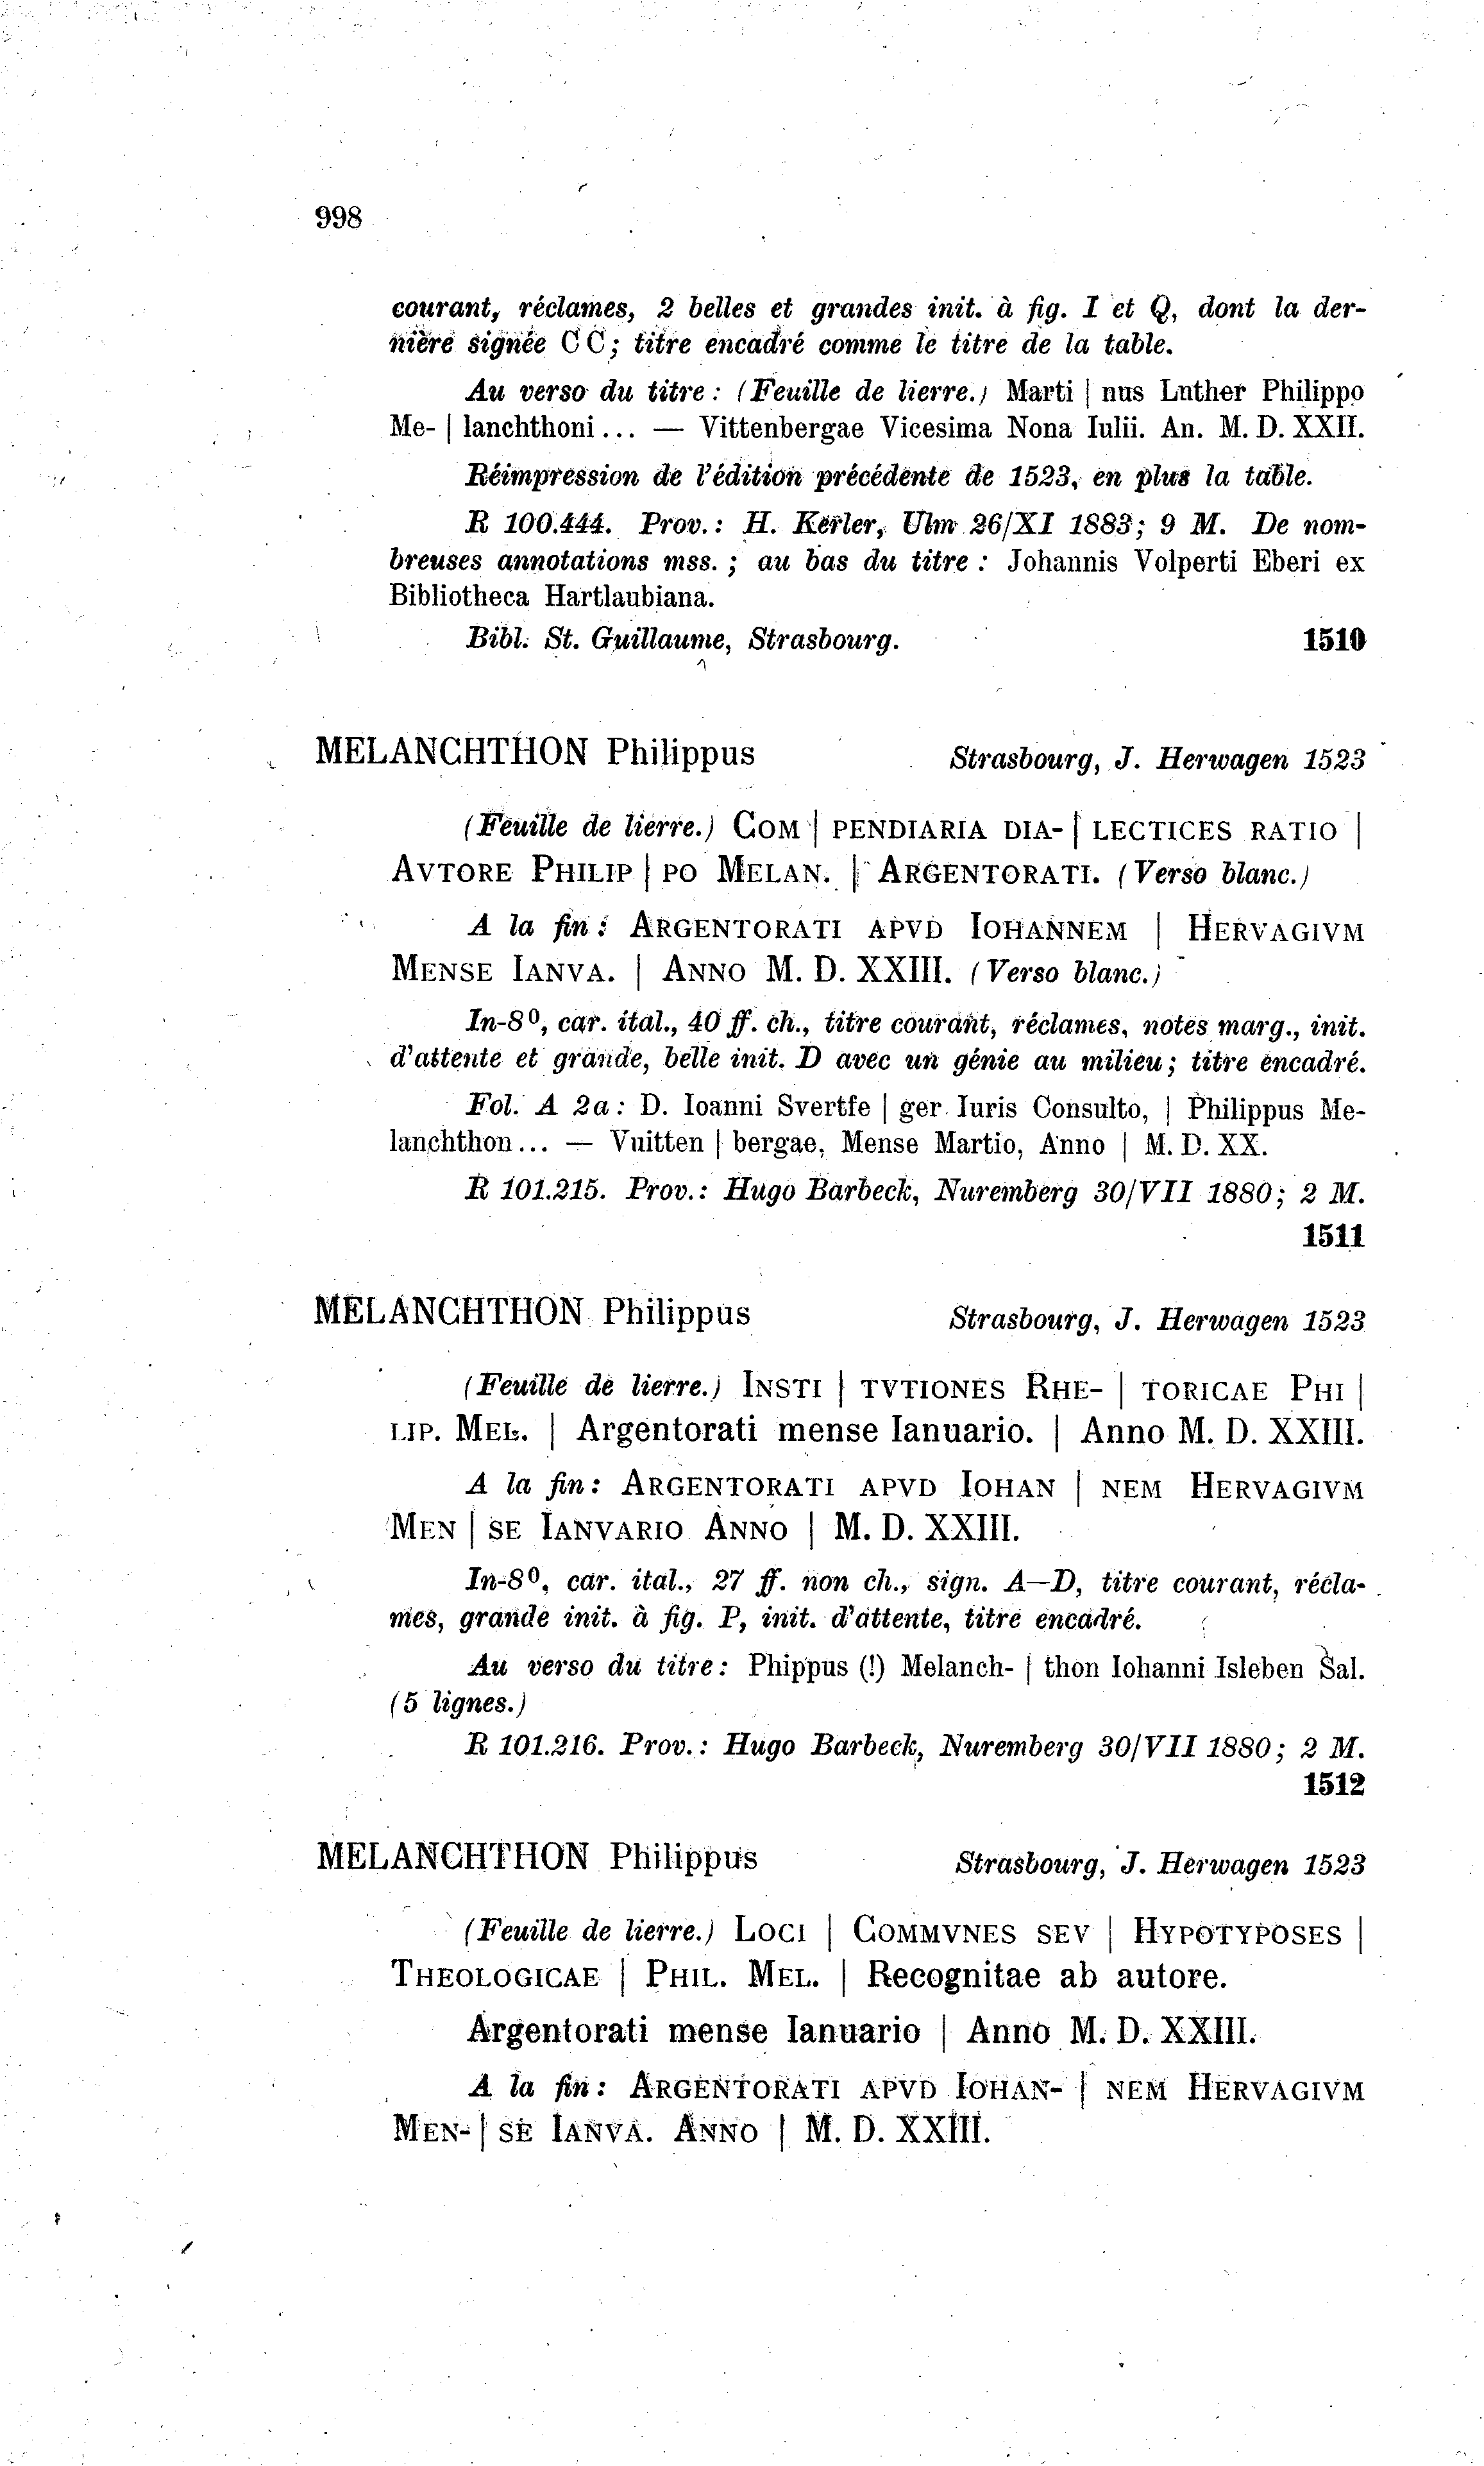 998
courant, réclames, 2 belles et grandes init. à fig. I et Q, dont la der-
nière signée C C; titre encadré comme le titre de la table.
Au verso du titre: (Feuille de lierre.) Marti | nus Luther Philippo
Me- | lanchthoni... — Vittenbergae Vicesima Nona Iulii. An. M. D. XXII.
Réimpression de l'édition précédente de 1523, en plus la table.
R 100.444. Prov.: H. Kerler, Ulm 26/XI 1883; 9 M. De nom-
breuses annotations mss.; au bas du titre: Johannis Volperti Eberi ex
Bibliotheca Hartlaubiana.
Bibl. St. Guillaume, Strasbourg. 1510
MELANCHTHON Philippus Strasbourg, J. Herwagen 1523
(Feuille de lierre.) COM | PENDIARIA DIA- | LECTICES RATIO |
AVTORE PHILIP | PO MELAN. | ARGENTORATI. (Verso blanc.)
A la fin: ARGENTORATI APVD IOHANNEM | HERVAGIVM
MENSE IANVA. | ANNO M. D. XXIII. (Verso blanc.)
In-8⁰, car. ital., 40 ff. ch., titre courant, réclames, notes marg., init.
d'attente et grande, belle init. D avec un génie au milieu; titre encadré.
Fol. A 2a: D. Ioanni Svertfe | ger Iuris Consulto, | Philippus Me-
lanchthon... — Vuitten | bergae, Mense Martio, Anno | M. D. XX.
R 101.215. Prov.: Hugo Barbeck, Nuremberg 30/VII 1880; 2 M.
1511
MELANCHTHON Philippus Strasbourg, J. Herwagen 1523
(Feuille de lierre.) INSTI | TVTIONES RHE- | TORICAE PHI |
LIP. MEL. | Argentorati mense Ianuario. | Anno M. D. XXIII.
A la fin: ARGENTORATI APVD IOHAN | NEM HERVAGIVM
MEN | SE IANVARIO ANNO | M. D. XXIII.
In-8⁰, car. ital., 27 ff. non ch., sign. A—D, titre courant, récla-
mes, grande init. à fig. P, init. d'attente, titre encadré.
Au verso du titre: Phippus (!) Melanch- | thon Iohanni Isleben Sal.
(5 lignes.)
R 101.216. Prov.: Hugo Barbeck, Nuremberg 30/VII 1880; 2 M.
1512
MELANCHTHON Philippus Strasbourg, J. Herwagen 1523
(Feuille de lierre.) LOCI | COMMVNES SEV | HYPOTYPOSES |
THEOLOGICAE | PHIL. MEL. | Recognitae ab autore.
Argentorati mense Ianuario | Anno M. D. XXIII.
A la fin: ARGENTORATI APVD IOHAN- | NEM HERVAGIVM
MEN- | SE IANVA. ANNO | M. D. XXIII.